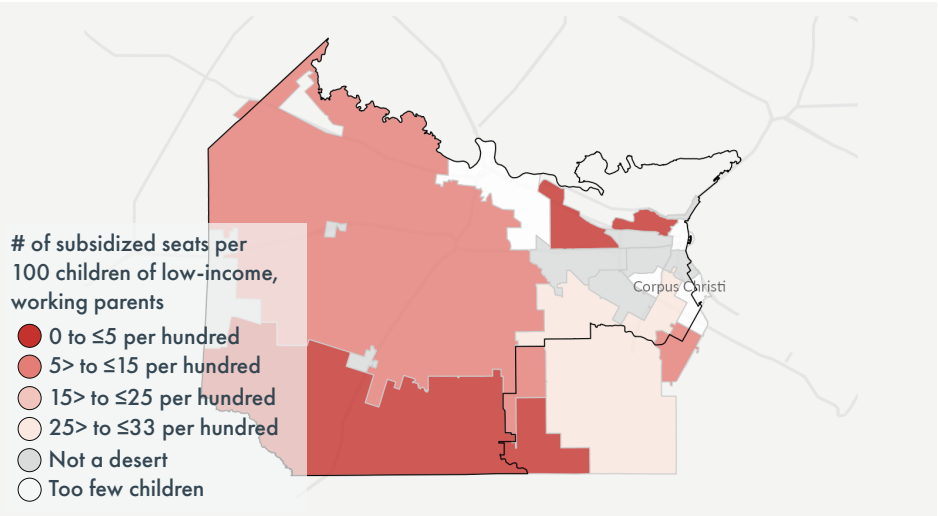 # of subsidized seats per
100 children of low-income,
working parents
0 to ≤5 per hundred
5> to ≤15 per hundred
15> to ≤25 per hundred
25> to ≤33 per hundred
Not a desert
Too few children
Corpus Christi